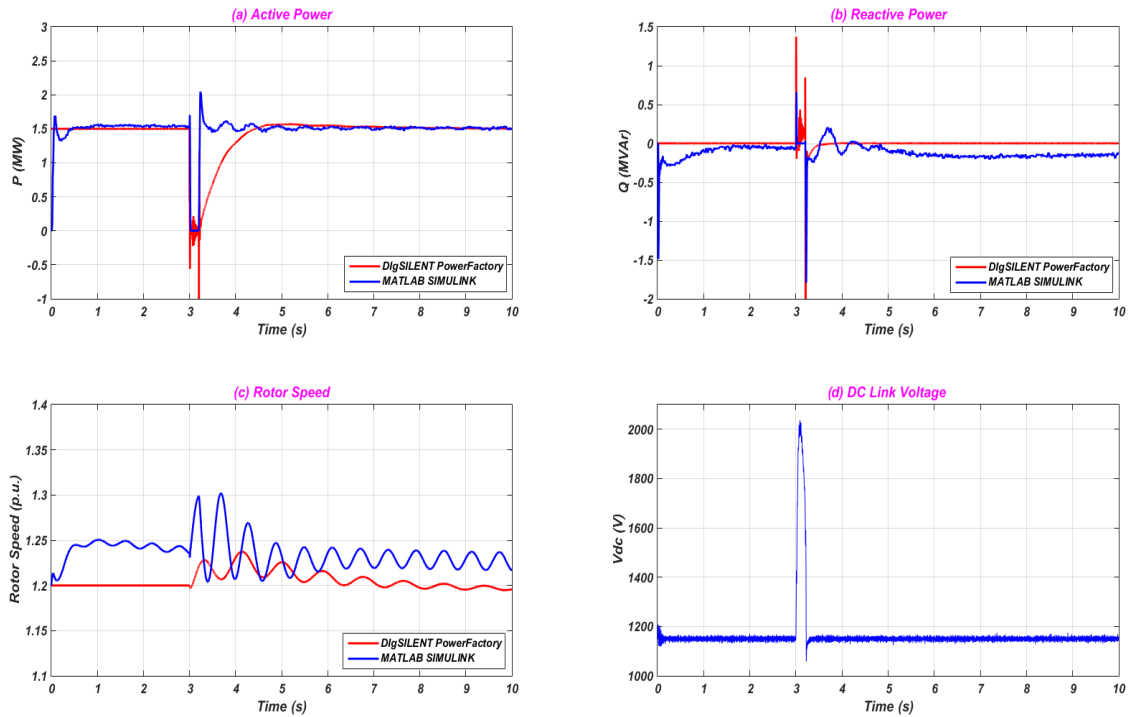 (a) Active Power
3
2.5
2
1.5
1
0.5
0
-0.5
-1
P (MW)
DIgSILENT PowerFactory
MATLAB SIMULINK
0 1 2 3 4 5 6 7 8 9 10
Time (s)
(b) Reactive Power
1.5
1
0.5
0
-0.5
-1
-1.5
-2
Q (MVAr)
DIgSILENT PowerFactory
MATLAB SIMULINK
0 1 2 3 4 5 6 7 8 9 10
Time (s)
(c) Rotor Speed
1.4
1.35
1.3
1.25
1.2
1.15
1.1
Rotor Speed (p.u.)
DIgSILENT PowerFactory
MATLAB SIMULINK
0 1 2 3 4 5 6 7 8 9 10
Time (s)
(d) DC Link Voltage
2000
1800
1600
1400
1200
1000
Vdc (V)
0 1 2 3 4 5 6 7 8 9 10
Time (s)